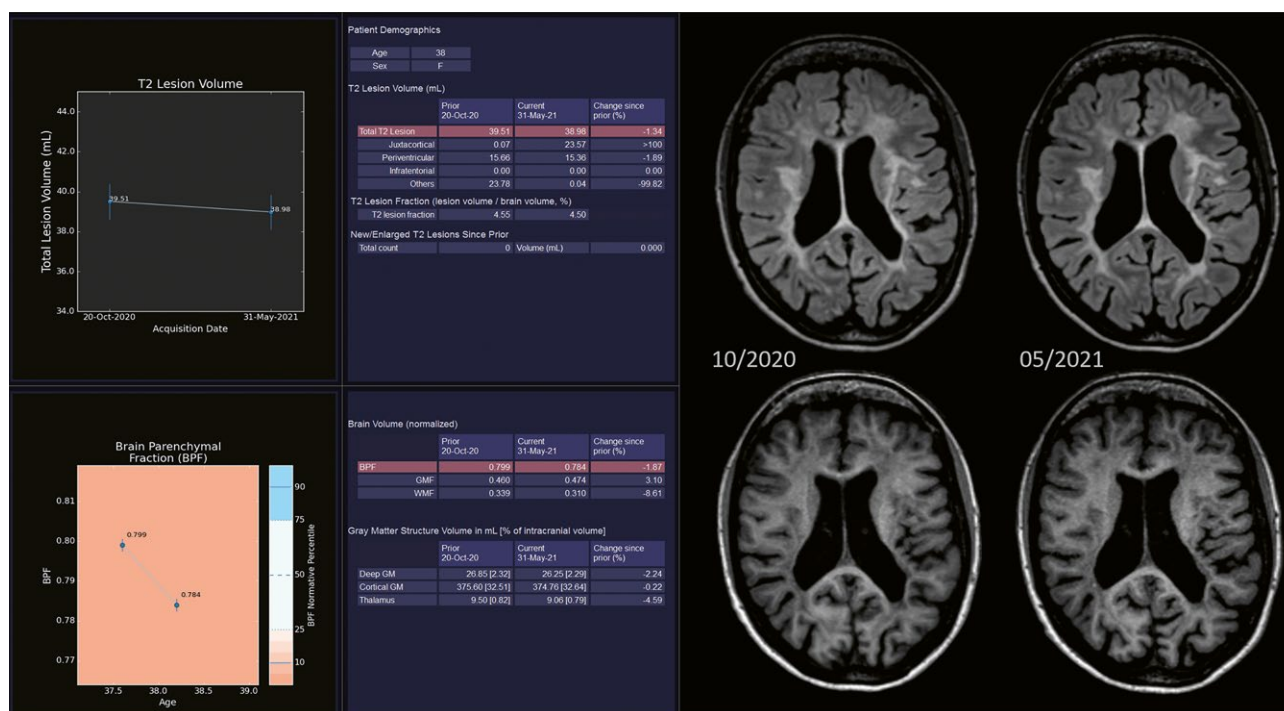 T2 Lesion Volume
Total Lesion Volume (mL)
44.0
42.0
40.0
38.0
36.0
34.0
39.51
38.98
20-Oct-2020
31-May-2021
Acquisition Date
Patient Demographics
Age 38
Sex F
T2 Lesion Volume (mL)
Prior Current Change since
20-Oct-20 31-May-21 prior (%)
Total T2 Lesion 39.51 38.98 -1.34
Juxtacortical 0.07 23.57 >100
Periventricular 15.66 15.36 -1.89
Infratentorial 0.00 0.00 0.00
Others 23.78 0.04 -99.82
T2 Lesion Fraction (lesion volume / brain volume, %)
T2 lesion fraction 4.55 4.50
New/Enlarged T2 Lesions Since Prior
Total count 0 Volume (mL) 0 000
10/2020
05/2021
Brain Parenchymal
Fraction (BPF)
BPF
0.81
0.80
0.79
0.78
0.77
0.799
0.784
37.5 38.0 38.5 39.0
Age
90
75
50
25
10
BPF Normative Percentile
Brain Volume (normalized)
Prior Current Change since
20-Oct-20 31-May-21 prior (%)
BPF 0.799 0.784 -1.87
GMF 0.460 0.474 3.10
WMF 0.339 0.310 -8.61
Gray Matter Structure Volume in mL [% of intracranial volume]
Prior Current Change since
20-Oct-20 31-May-21 prior (%)
Deep GM 26.85 [2.32] 26.25 [2.29] -2.24
Cortical GM 375.60 [32.51] 374.76 [32.64] -0.22
Thalamus 9.50 [0.82] 9.06 [0.79] -4.59